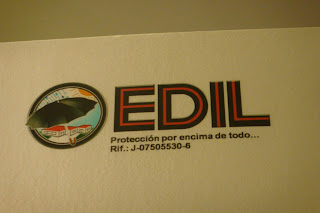 EDIL
Protección por encima de todo...
Rif.: J-07505530-6